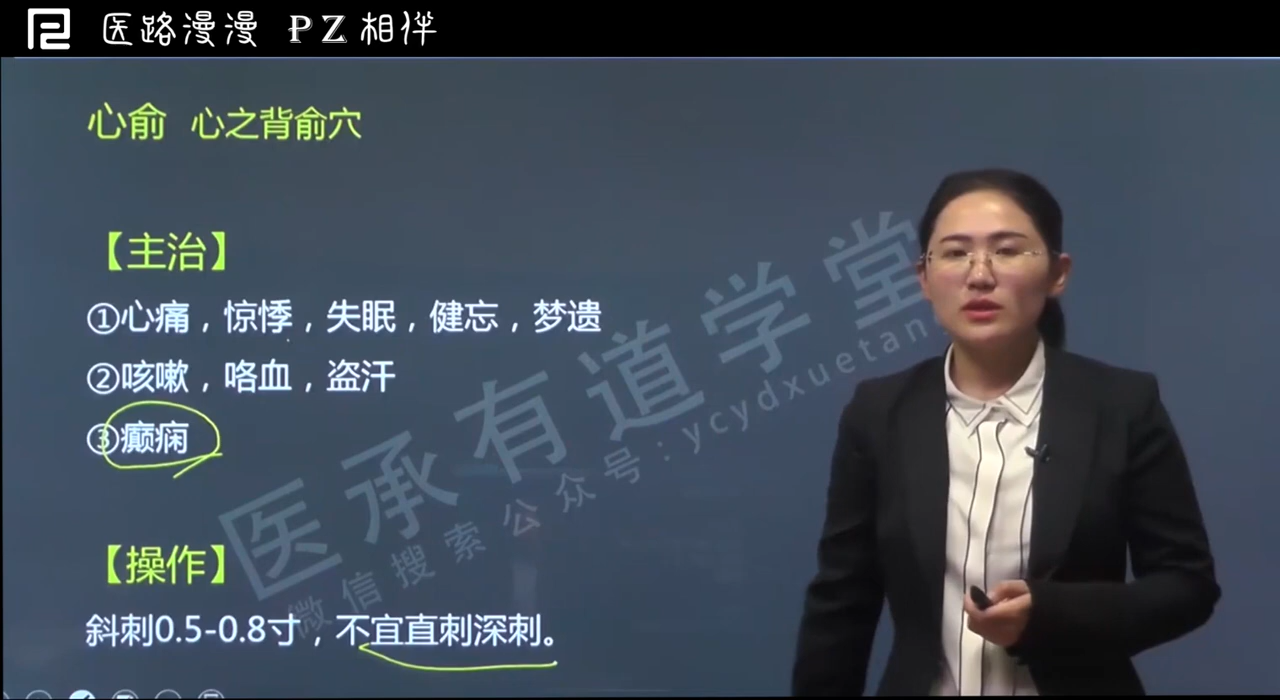 PZ 医路漫漫 PZ 相伴
心俞 心之背俞穴
【主治】
①心痛，惊悸，失眠，健忘，梦遗
②咳嗽，咯血，盗汗
③癫痫
【操作】
斜刺0.5-0.8寸，不宜直刺深刺。
医承有道学堂
微信搜索公众号：ycydxuetan